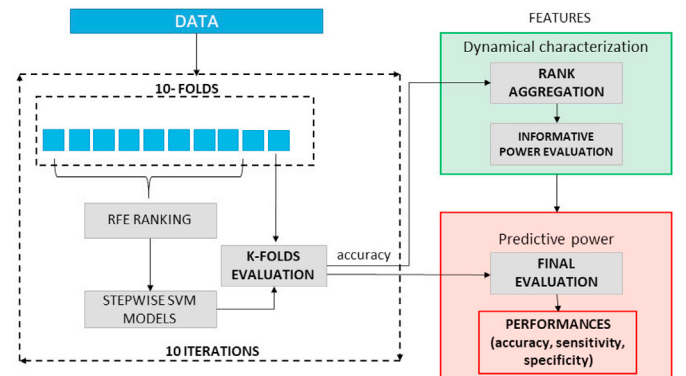 DATA
FEATURES
10- FOLDS
RFE RANKING
STEPWISE SVM
MODELS
K-FOLDS
EVALUATION
accuracy
10 ITERATIONS
Dynamical characterization
RANK
AGGREGATION
INFORMATIVE
POWER EVALUATION
Predictive power
FINAL
EVALUATION
PERFORMANCES
(accuracy, sensitivity,
specificity)